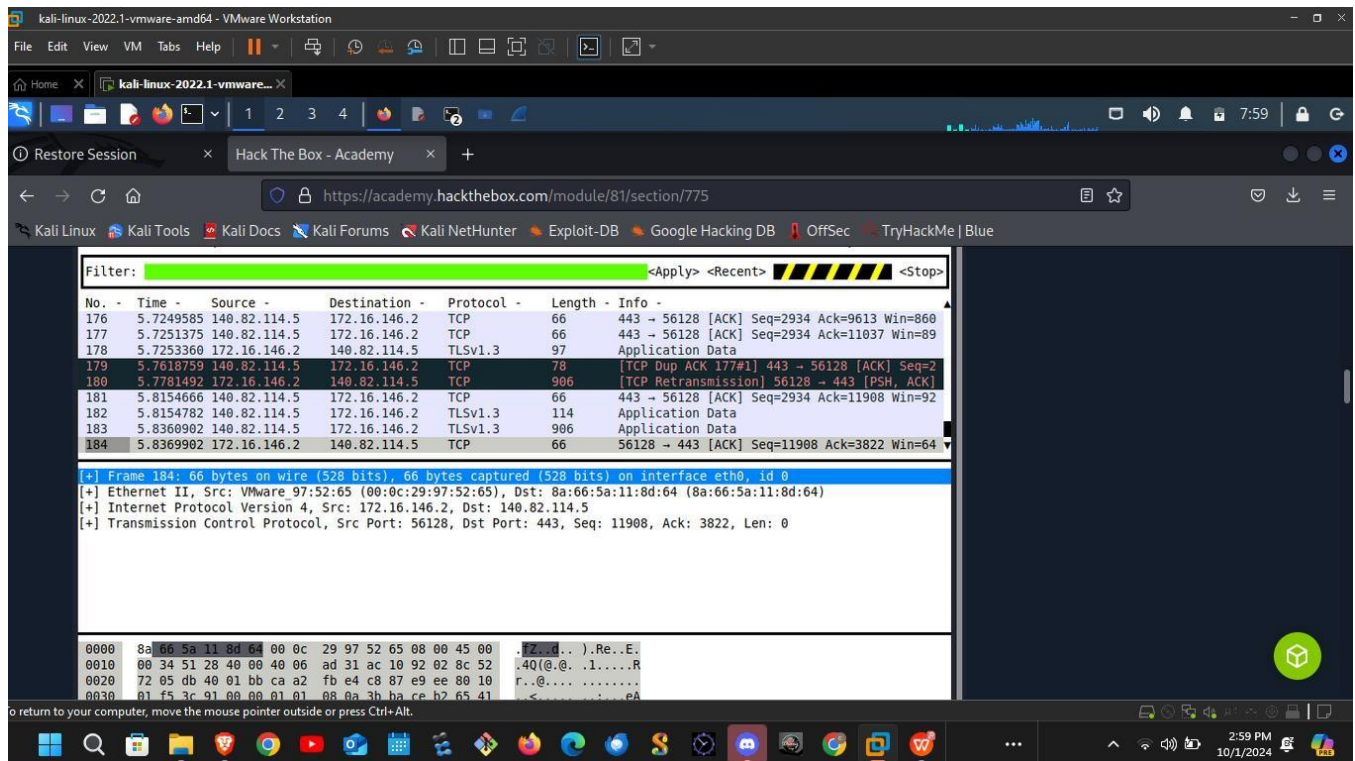 kali-linux-2022.1-vmware-amd64 - VMware Workstation
File Edit View VM Tabs Help
Home kali-linux-2022.1-vmware...
1 2 3 4 7:59
Restore Session Hack The Box - Academy
https://academy.hackthebox.com/module/81/section/775
Kali Linux Kali Tools Kali Docs Kali Forums Kali NetHunter Exploit-DB Google Hacking DB OffSec TryHackMe | Blue
Filter: <Apply> <Recent> <Stop>
No. - Time - Source - Destination - Protocol - Length - Info -
176 5.7249585 140.82.114.5 172.16.146.2 TCP 66 443 → 56128 [ACK] Seq=2934 Ack=9613 Win=860
177 5.7251375 140.82.114.5 172.16.146.2 TCP 66 443 → 56128 [ACK] Seq=2934 Ack=11037 Win=89
178 5.7253360 172.16.146.2 140.82.114.5 TLSv1.3 97 Application Data
179 5.7618759 140.82.114.5 172.16.146.2 TCP 78 [TCP Dup ACK 177#1] 443 → 56128 [ACK] Seq=2
180 5.7781492 172.16.146.2 140.82.114.5 TCP 906 [TCP Retransmission] 56128 → 443 [PSH, ACK]
181 5.8154666 140.82.114.5 172.16.146.2 TCP 66 443 → 56128 [ACK] Seq=2934 Ack=11908 Win=92
182 5.8154782 140.82.114.5 172.16.146.2 TLSv1.3 114 Application Data
183 5.8360902 140.82.114.5 172.16.146.2 TLSv1.3 906 Application Data
184 5.8369902 172.16.146.2 140.82.114.5 TCP 66 56128 → 443 [ACK] Seq=11908 Ack=3822 Win=64
[+] Frame 184: 66 bytes on wire (528 bits), 66 bytes captured (528 bits) on interface eth0, id 0
[+] Ethernet II, Src: VMware_97:52:65 (00:0c:29:97:52:65), Dst: 8a:66:5a:11:8d:64 (8a:66:5a:11:8d:64)
[+] Internet Protocol Version 4, Src: 172.16.146.2, Dst: 140.82.114.5
[+] Transmission Control Protocol, Src Port: 56128, Dst Port: 443, Seq: 11908, Ack: 3822, Len: 0
0000 8a 66 5a 11 8d 64 00 0c 29 97 52 65 08 00 45 00 .fZ..d.. ).Re..E.
0010 00 34 51 28 40 00 40 06 ad 31 ac 10 92 02 8c 52 .4Q(@.@. .1.....R
0020 72 05 db 40 01 bb ca a2 fb e4 c8 87 e9 ee 80 10 r..@.... ........
0030 01 f5 3c 91 00 00 01 01 08 0a 3b ba ce b2 65 41 ..<..... ..;...eA
o return to your computer, move the mouse pointer outside or press Ctrl+Alt.
2:59 PM
10/1/2024
PRE